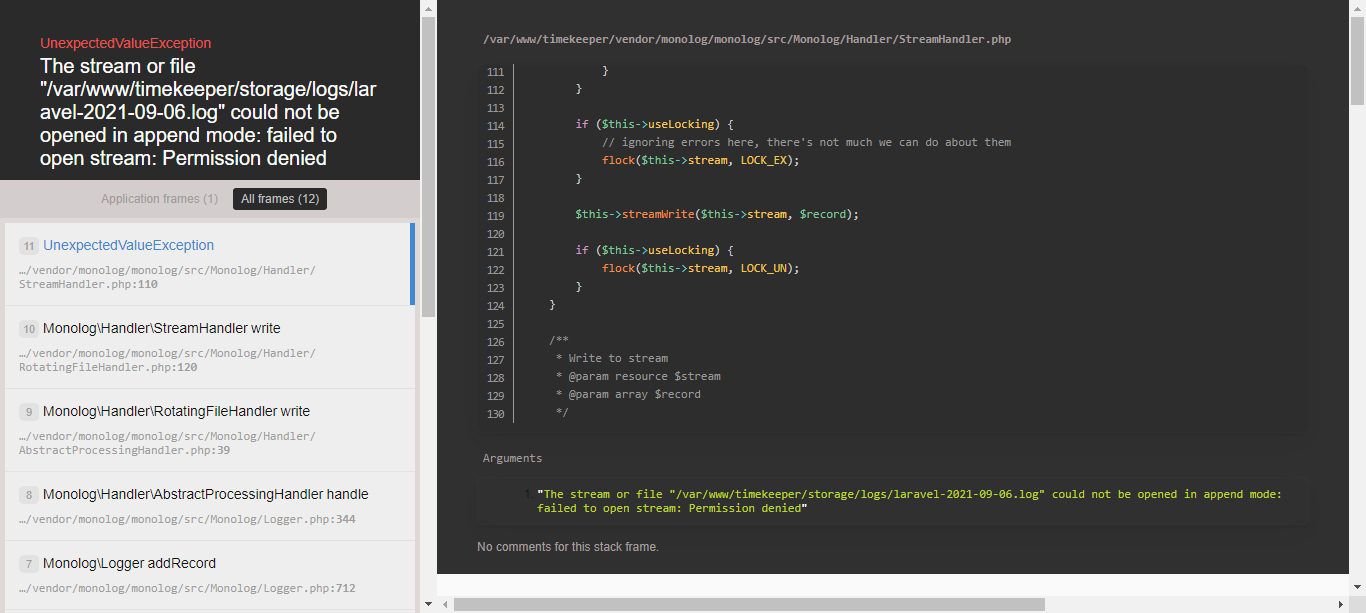 UnexpectedValueException
The stream or file
"/var/www/timekeeper/storage/logs/lar
avel-2021-09-06.log" could not be
opened in append mode: failed to
open stream: Permission denied
Application frames (1) All frames (12)
11 UnexpectedValueException
…/vendor/monolog/monolog/src/Monolog/Handler/
StreamHandler.php:110
10 Monolog\Handler\StreamHandler write
…/vendor/monolog/monolog/src/Monolog/Handler/
RotatingFileHandler.php:120
9 Monolog\Handler\RotatingFileHandler write
…/vendor/monolog/monolog/src/Monolog/Handler/
AbstractProcessingHandler.php:39
8 Monolog\Handler\AbstractProcessingHandler handle
…/vendor/monolog/monolog/src/Monolog/Logger.php:344
7 Monolog\Logger addRecord
…/vendor/monolog/monolog/src/Monolog/Logger.php:712
/var/www/timekeeper/vendor/monolog/monolog/src/Monolog/Handler/StreamHandler.php
111 }
112 }
113
114 if ($this->useLocking) {
115 // ignoring errors here, there's not much we can do about them
116 flock($this->stream, LOCK_EX);
117 }
118
119 $this->streamWrite($this->stream, $record);
120
121 if ($this->useLocking) {
122 flock($this->stream, LOCK_UN);
123 }
124 }
125
126 /**
127 * Write to stream
128 * @param resource $stream
129 * @param array $record
130 */
Arguments
1. "The stream or file "/var/www/timekeeper/storage/logs/laravel-2021-09-06.log" could not be opened in append mode:
failed to open stream: Permission denied"
No comments for this stack frame.